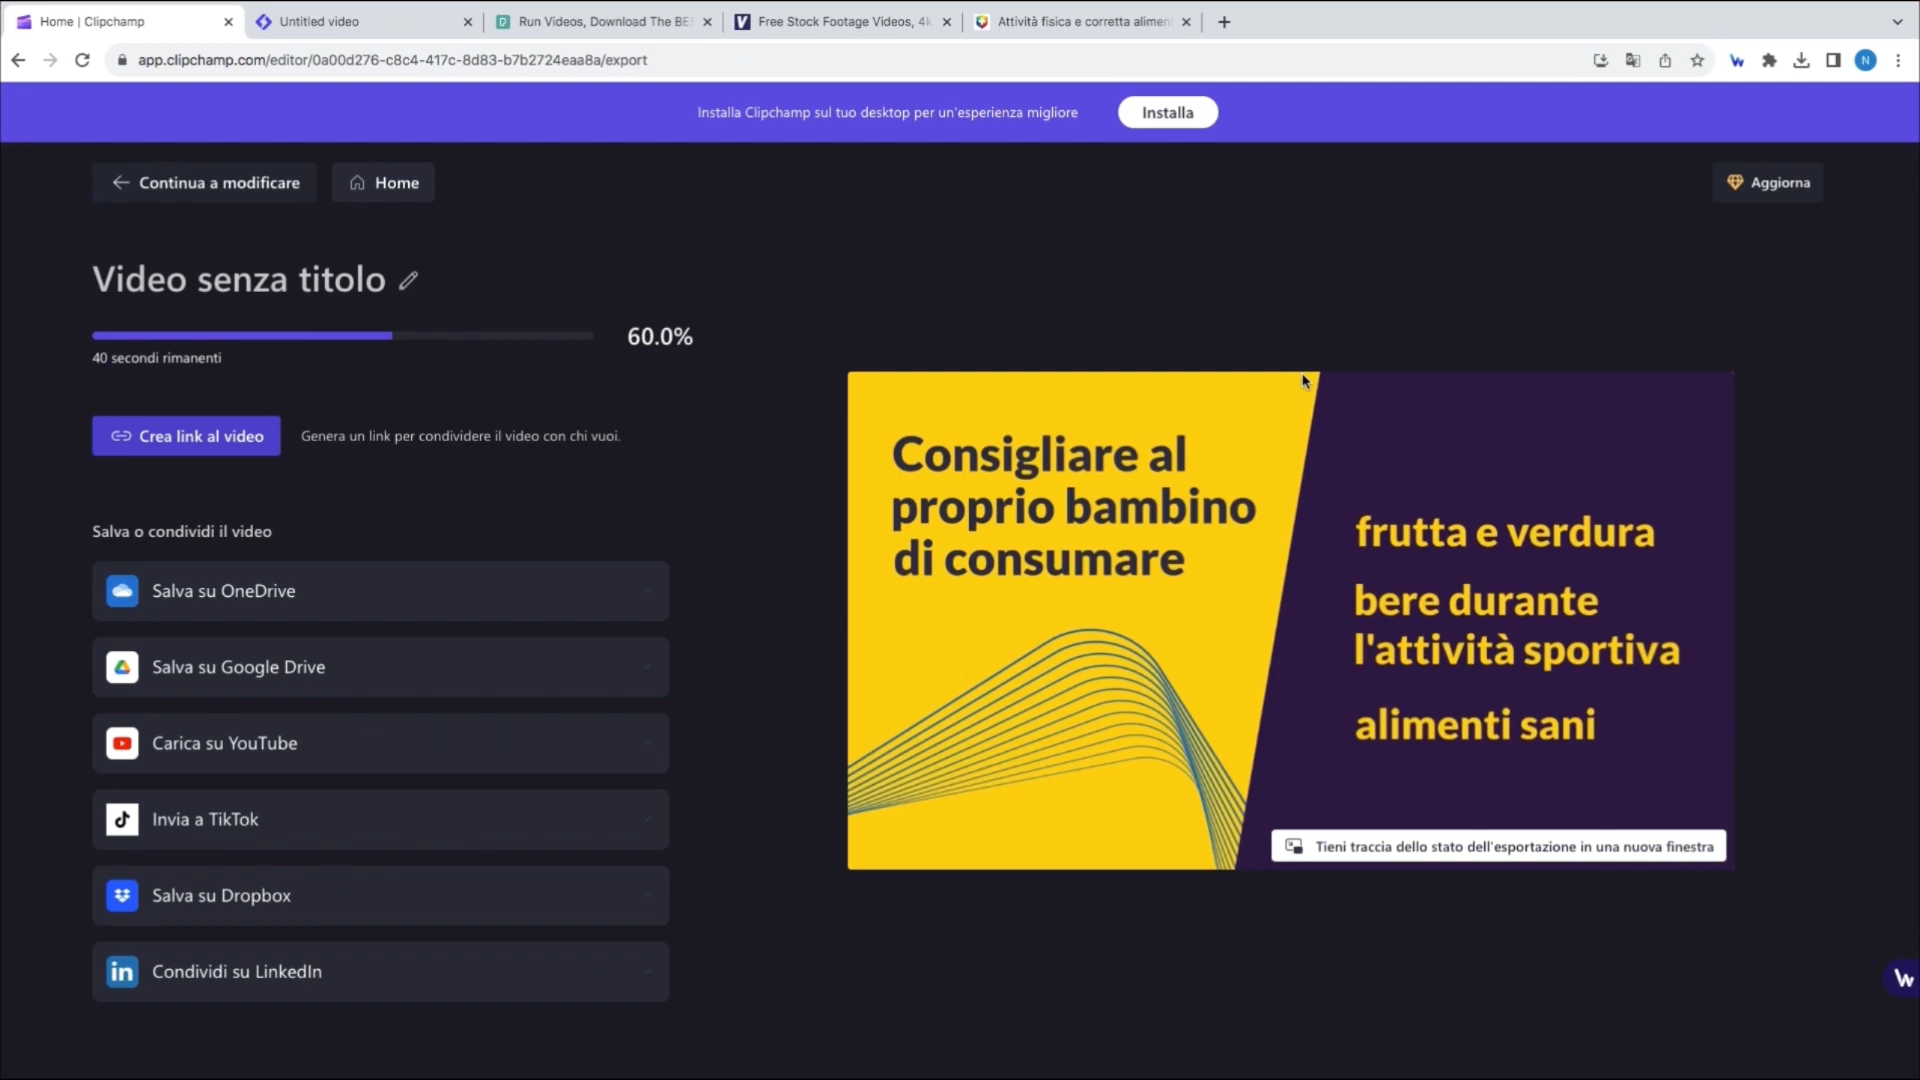 Home | Clipchamp
Untitled video
Run Videos, Download The BE
Free Stock Footage Videos, 4k
Attività fisica e corretta alimen
app.clipchamp.com/editor/0a00d276-c8c4-417c-8d83-b7b2724eaa8a/export
N
Installa Clipchamp sul tuo desktop per un'esperienza migliore
Installa
Continua a modificare
Home
Aggiorna
Video senza titolo
60.0%
40 secondi rimanenti
Crea link al video
Genera un link per condividere il video con chi vuoi.
Salva o condividi il video
Salva su OneDrive
Salva su Google Drive
Carica su YouTube
Invia a TikTok
Salva su Dropbox
Condividi su LinkedIn
Consigliare al
proprio bambino
di consumare
frutta e verdura
bere durante
l'attività sportiva
alimenti sani
Tieni traccia dello stato dell'esportazione in una nuova finestra